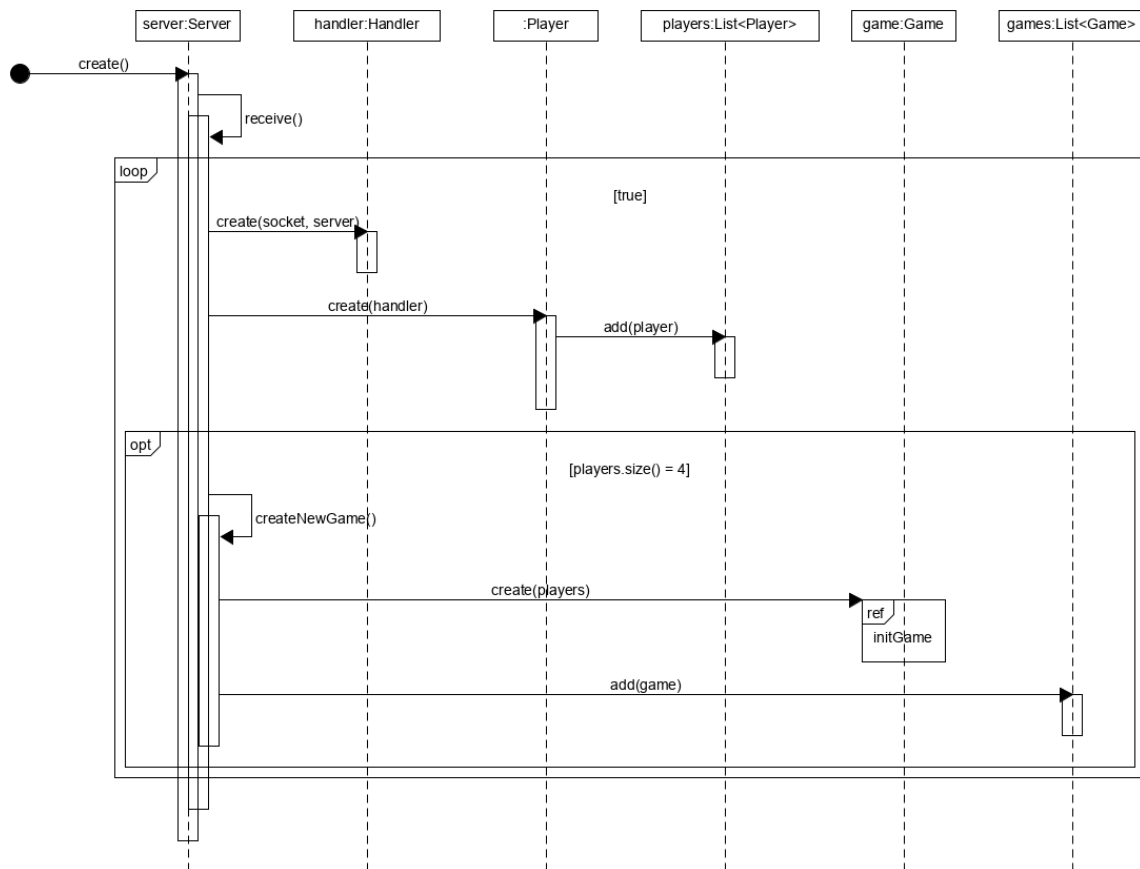 server:Server
handler:Handler
:Player
players:List<Player>
game:Game
games:List<Game>
create()
receive()
loop
[true]
create(socket, server)
create(handler)
add(player)
opt
[players.size() = 4]
createNewGame()
create(players)
ref
initGame
add(game)